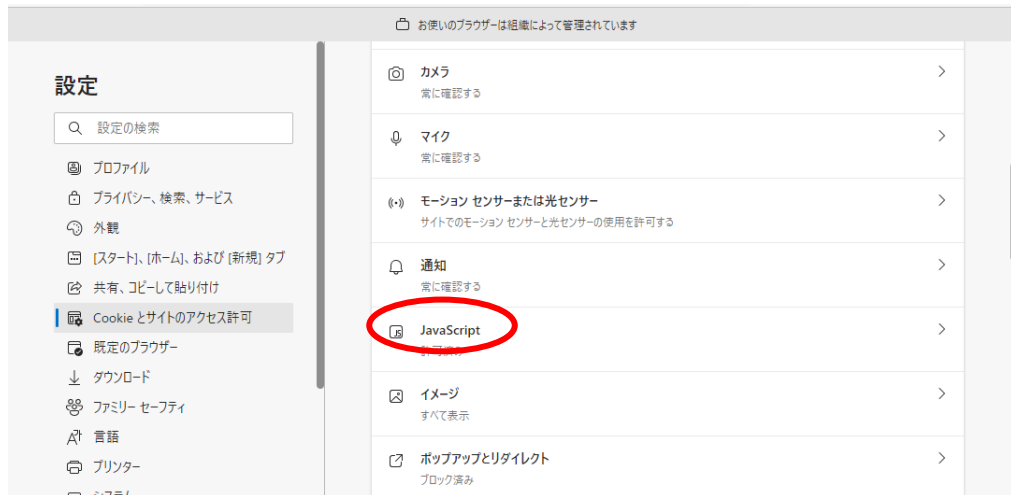 お使いのブラウザーは組織によって管理されています
設定
設定の検索
プロファイル
プライバシー、検索、サービス
外観
[スタート]、[ホーム]、および [新規] タブ
共有、コピーして貼り付け
Cookie とサイトのアクセス許可
既定のブラウザー
ダウンロード
ファミリー セーフティ
言語
プリンター
システム
カメラ
常に確認する
マイク
常に確認する
モーション センサーまたは光センサー
サイトでのモーション センサーと光センサーの使用を許可する
通知
常に確認する
JavaScript
許可済み
イメージ
すべて表示
ポップアップとリダイレクト
ブロック済み